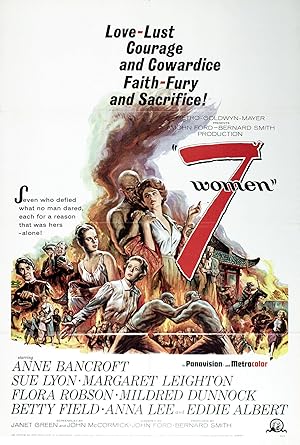 Love-Lust
Courage
and Cowardice
Faith-Fury
and Sacrifice!
METRO-GOLDWYN-MAYER
PRESENTS
JOHN FORD-BERNARD SMITH
PRODUCTION
"7
women"
Seven who defied
what no man dared,
each for a reason
that was hers
-alone!
in Panavision and Metrocolor
starring
ANNE BANCROFT
SUE LYON-MARGARET LEIGHTON
FLORA ROBSON-MILDRED DUNNOCK
BETTY FIELD-ANNA LEE and EDDIE ALBERT
JANET GREEN and JOHN McCORMICK-JOHN FORD-BERNARD SMITH
MGM